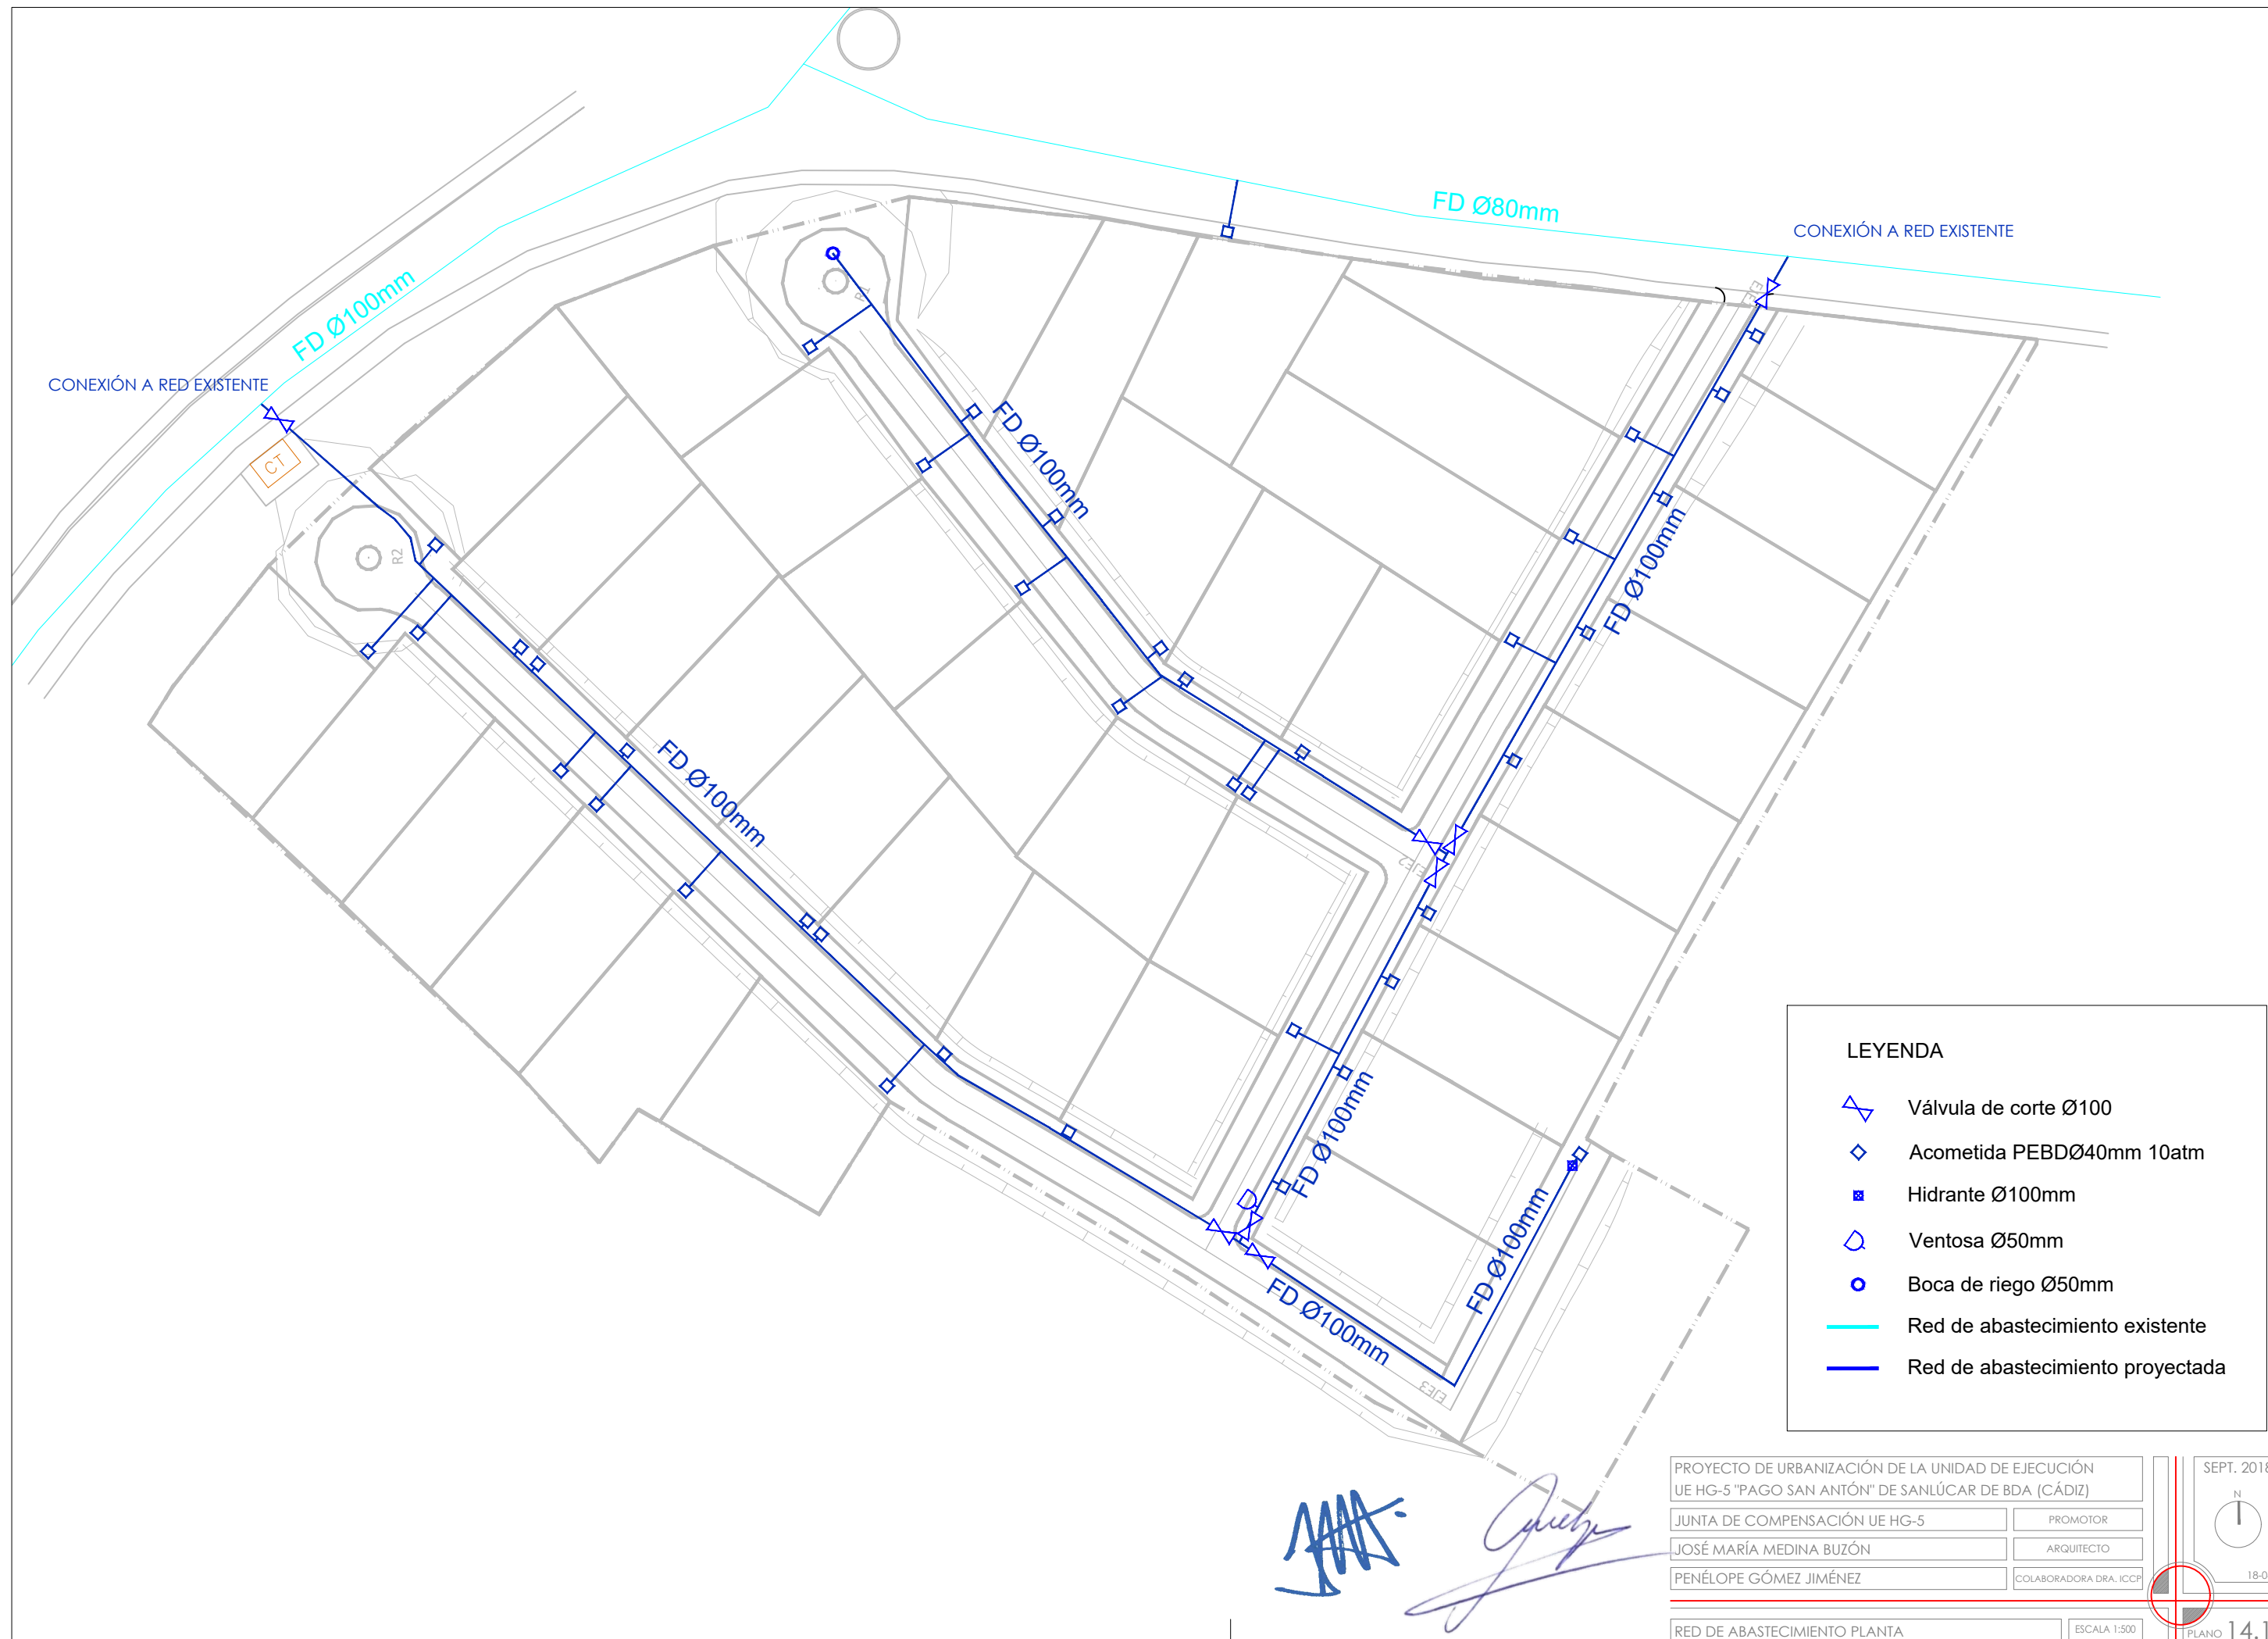 FD Ø80mm
CONEXIÓN A RED EXISTENTE
FD Ø100mm
CONEXIÓN A RED EXISTENTE
CT
R1
R2
FD Ø100mm
FD Ø100mm
FD Ø100mm
EJE2
FD Ø100mm
FD Ø100mm
FD Ø100mm
EJE3
LEYENDA
Válvula de corte Ø100
Acometida PEBDØ40mm 10atm
Hidrante Ø100mm
Ventosa Ø50mm
Boca de riego Ø50mm
Red de abastecimiento existente
Red de abastecimiento proyectada
PROYECTO DE URBANIZACIÓN DE LA UNIDAD DE EJECUCIÓN
UE HG-5 "PAGO SAN ANTÓN" DE SANLÚCAR DE BDA (CÁDIZ)
SEPT. 2018
N
JUNTA DE COMPENSACIÓN UE HG-5 PROMOTOR
JOSÉ MARÍA MEDINA BUZÓN ARQUITECTO
PENÉLOPE GÓMEZ JIMÉNEZ COLABORADORA DRA. ICCP
18-0
RED DE ABASTECIMIENTO PLANTA ESCALA 1:500 PLANO 14.1